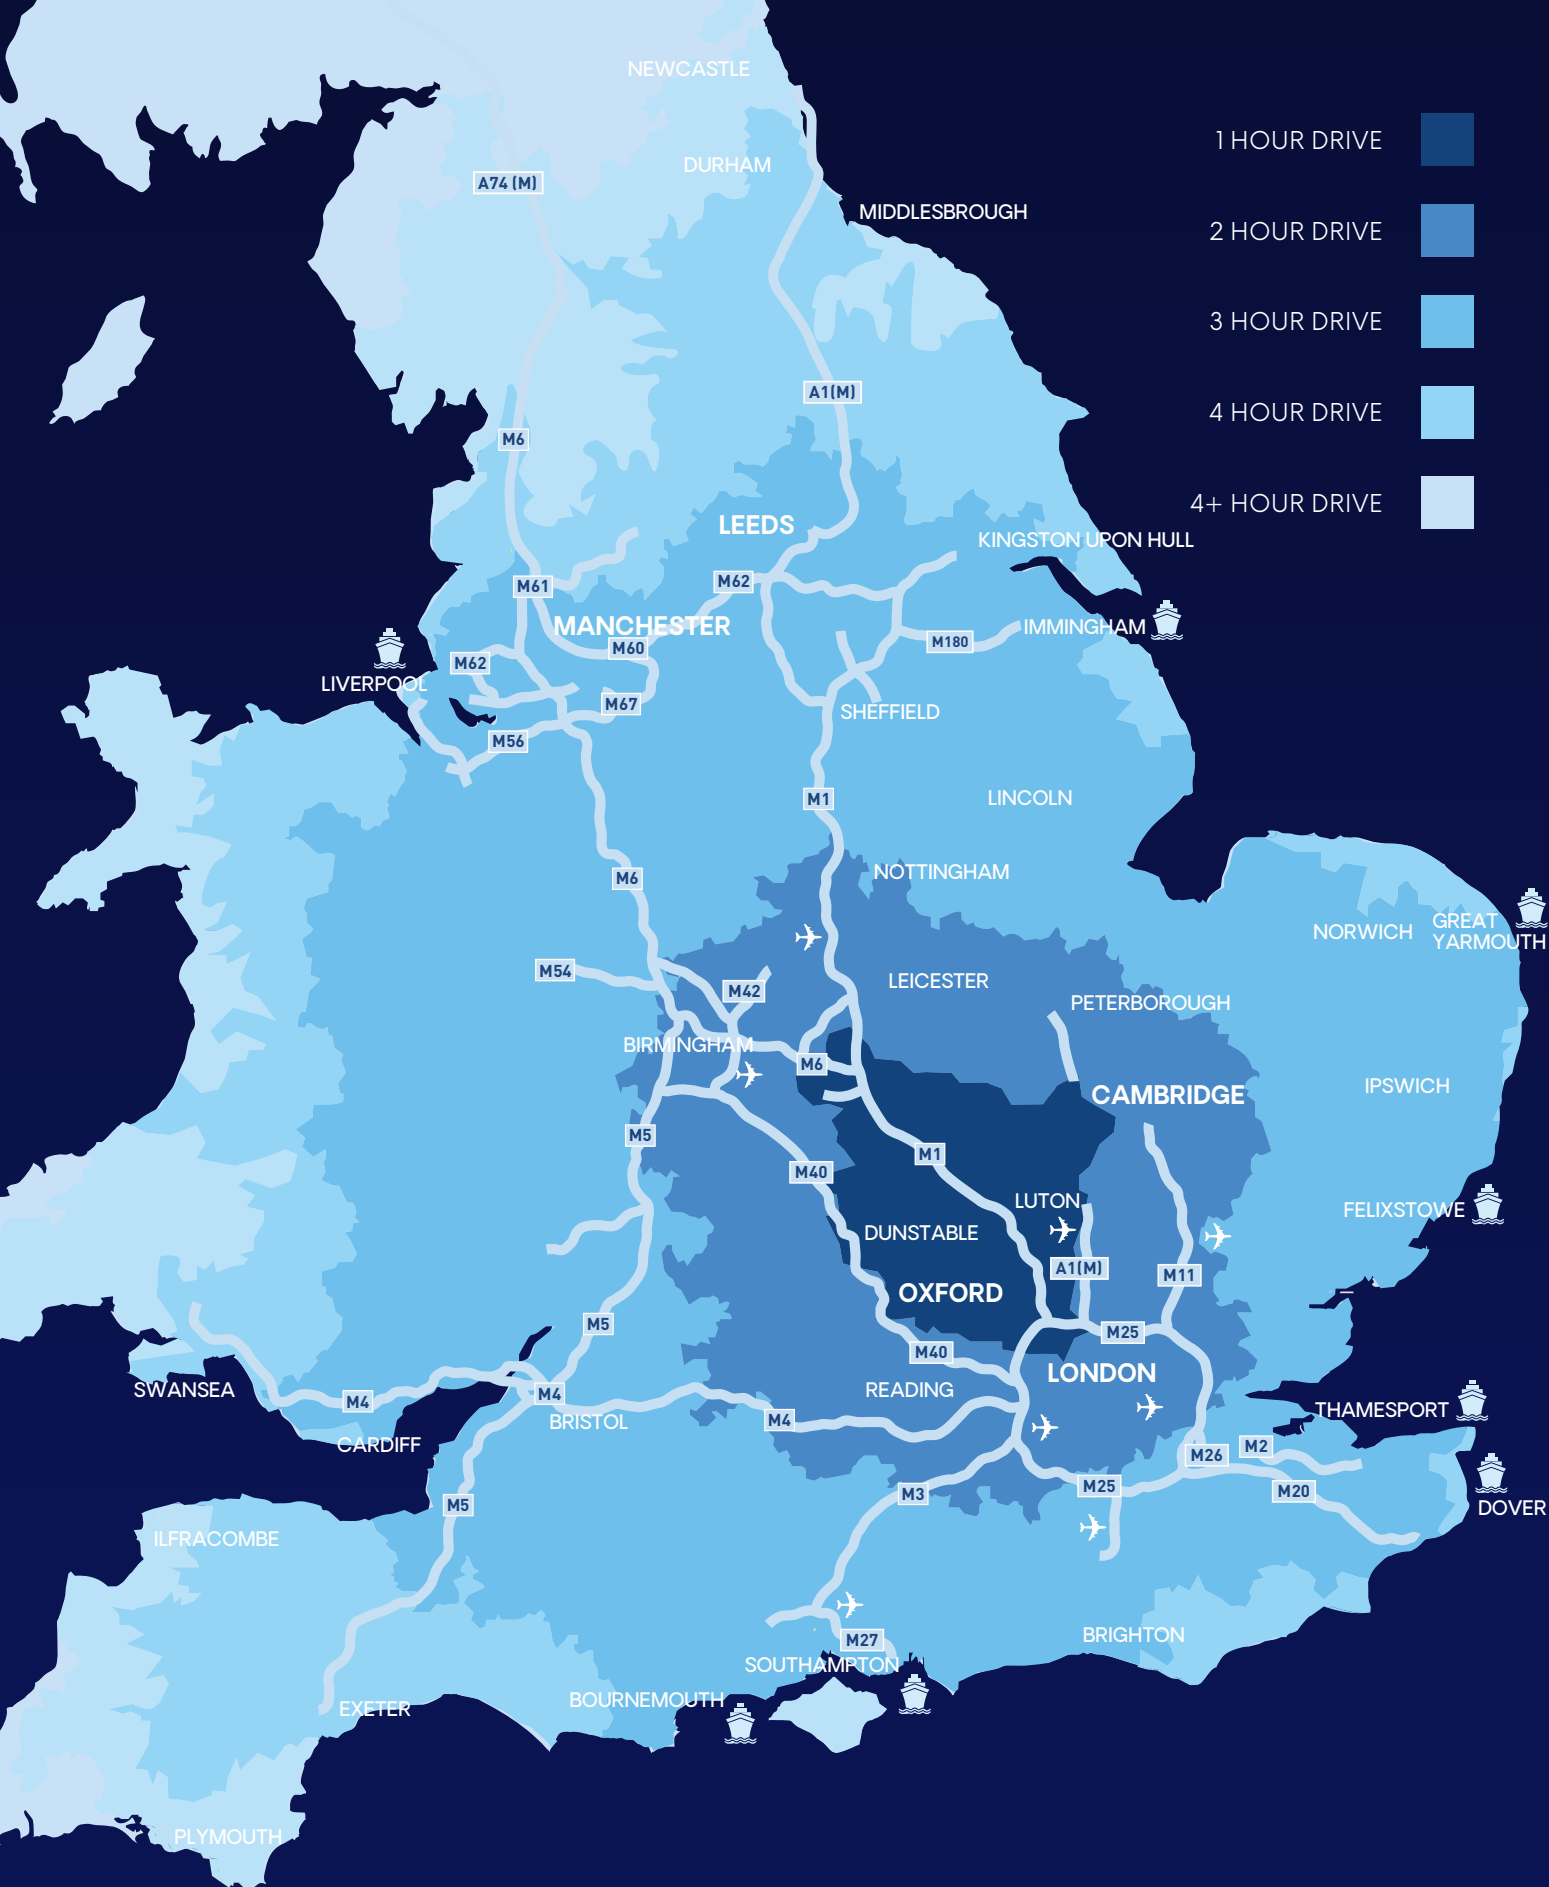 NEWCASTLE
1 HOUR DRIVE
DURHAM
A74 (M)
MIDDLESBROUGH
2 HOUR DRIVE
3 HOUR DRIVE
A1(M)
4 HOUR DRIVE
M6
4+ HOUR DRIVE
LEEDS
KINGSTON UPON HULL
M61
M62
MANCHESTER
IMMINGHAM
M60
M180
M62
LIVERPOOL
M67
SHEFFIELD
M56
M1
LINCOLN
M6
NOTTINGHAM
NORWICH
GREAT
YARMOUTH
M54
M42
LEICESTER
PETERBOROUGH
BIRMINGHAM
M6
IPSWICH
CAMBRIDGE
M5
M1
M40
LUTON
FELIXSTOWE
DUNSTABLE
A1(M)
M11
OXFORD
M5
M25
M40
LONDON
SWANSEA
M4
M4
READING
THAMESPORT
BRISTOL
M4
CARDIFF
M26
M2
M5
M3
M25
M20
DOVER
ILFRACOMBE
M27
BRIGHTON
SOUTHAMPTON
BOURNEMOUTH
EXETER
PLYMOUTH